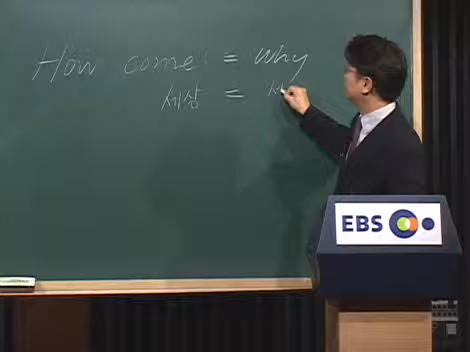 How come = why
세상 =
EBS